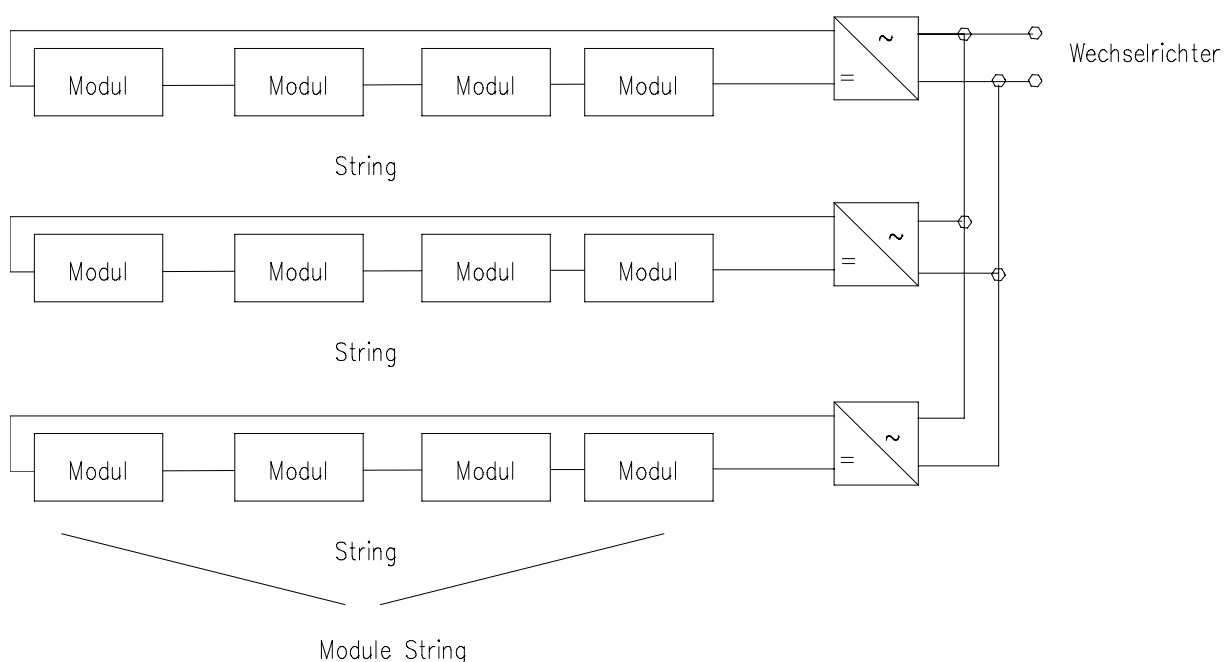 Modul Modul Modul Modul = ~ Wechselrichter
String
Modul Modul Modul Modul = ~
String
Modul Modul Modul Modul = ~
String
Module String